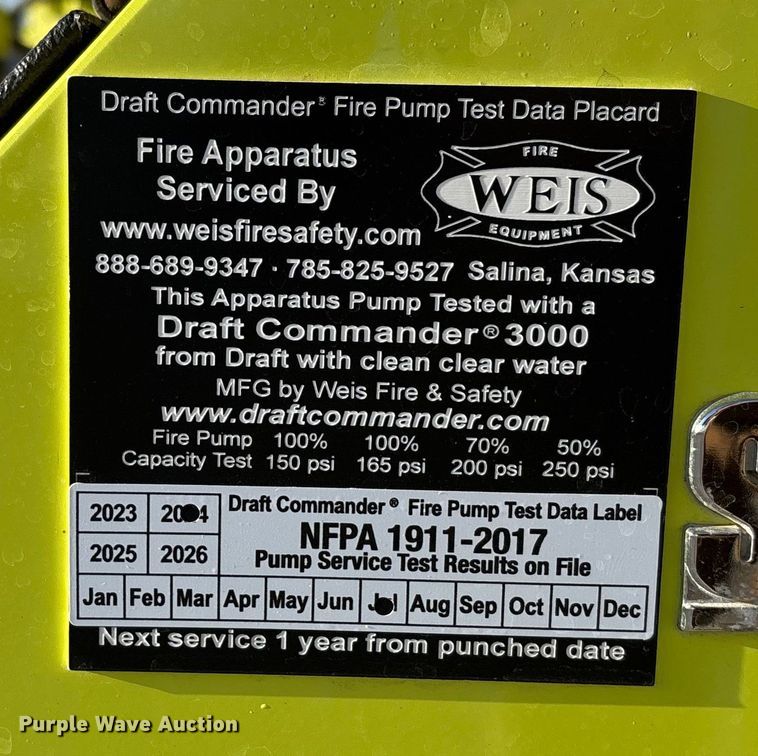 Draft Commander® Fire Pump Test Data Placard
Fire Apparatus
Serviced By
FIRE
WEIS
EQUIPMENT
www.weisfiresafety.com
888-689-9347 · 785-825-9527 Salina, Kansas
This Apparatus Pump Tested with a
Draft Commander® 3000
from Draft with clean clear water
MFG by Weis Fire & Safety
www.draftcommander.com
Fire Pump 100% 100% 70% 50%
Capacity Test 150 psi 165 psi 200 psi 250 psi
2023 2024 Draft Commander® Fire Pump Test Data Label
NFPA 1911-2017
2025 2026 Pump Service Test Results on File
Jan Feb Mar Apr May Jun Jul Aug Sep Oct Nov Dec
Next service 1 year from punched date
S
Purple Wave Auction